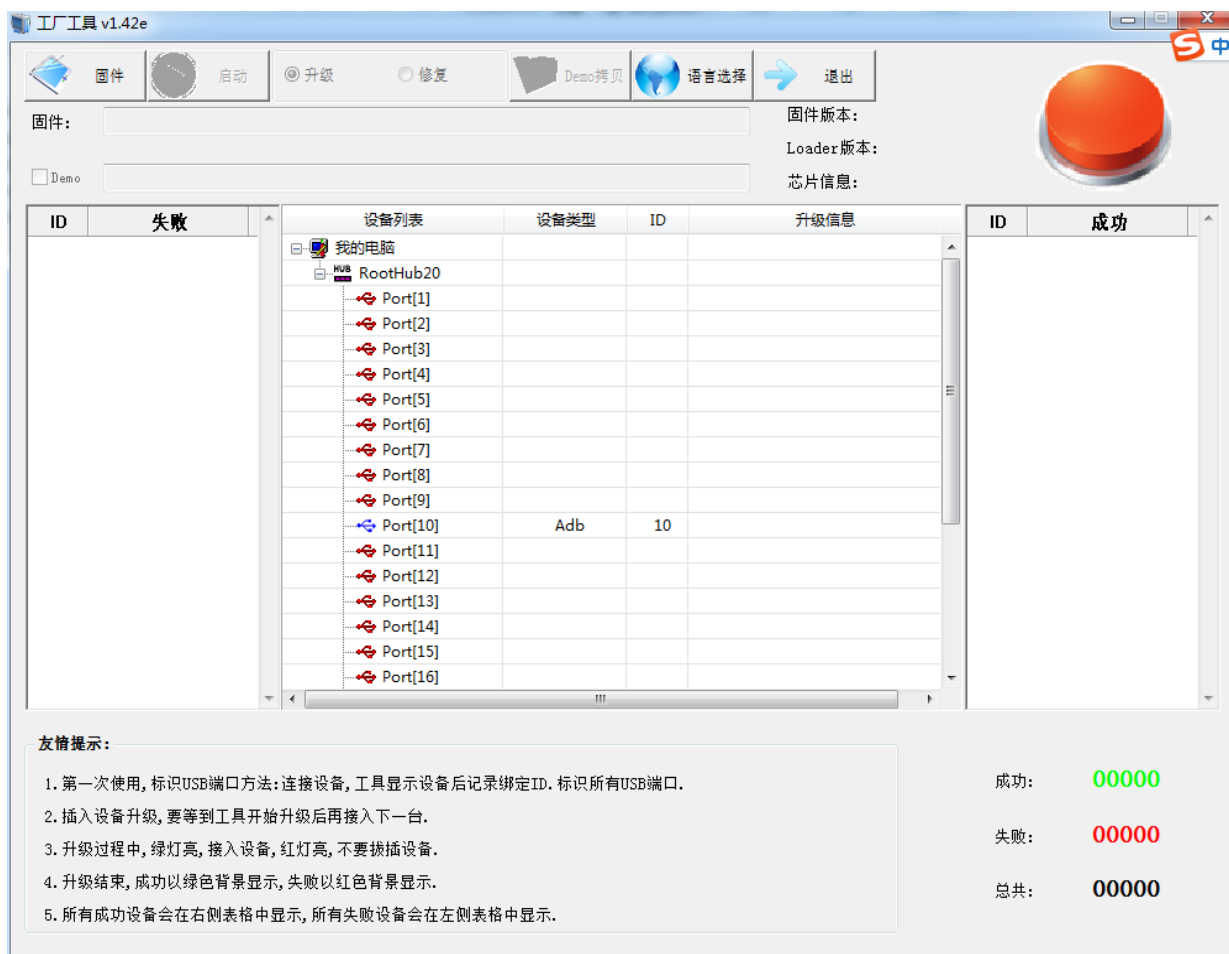 工厂工具 v1.42e
中
固件 启动 升级 修复 Demo拷贝 语言选择 退出
固件: 固件版本:
Loader版本:
Demo 芯片信息:
ID 失败 设备列表 设备类型 ID 升级信息 ID 成功
我的电脑
HUB RootHub20
Port[1]
Port[2]
Port[3]
Port[4]
Port[5]
Port[6]
Port[7]
Port[8]
Port[9]
Port[10] Adb 10
Port[11]
Port[12]
Port[13]
Port[14]
Port[15]
Port[16]
友情提示:
1.第一次使用,标识USB端口方法:连接设备,工具显示设备后记录绑定ID.标识所有USB端口.
2.插入设备升级,要等到工具开始升级后再接入下一台.
3.升级过程中,绿灯亮,接入设备,红灯亮,不要拔插设备.
4.升级结束,成功以绿色背景显示,失败以红色背景显示.
5.所有成功设备会在右侧表格中显示,所有失败设备会在左侧表格中显示.
成功: 00000
失败: 00000
总共: 00000